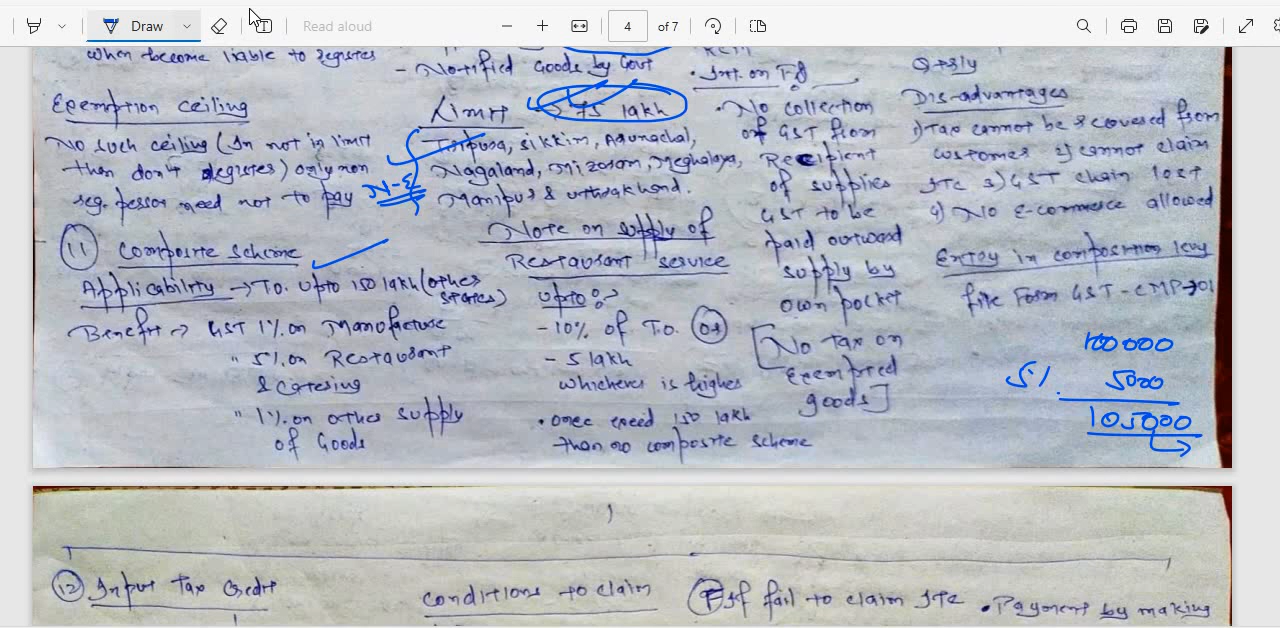 Draw
Read aloud
4
of 7
when become liable to register
- Notified Goods by Govt
. Int. on T.
Qtrly
Exemption ceiling
No such ceiling (In not in limit
than don't register) only non
reg. person need not to pay
Limit → 75 lakh
Tripura, Sikkim, Arunachal,
Nagaland, Mizoram, Meghalaya,
Manipur & Uttrakhand.
N-E
. No collection
of GST from
Recipient
of supplies
GST to be
paid outward
supply by
own pocket
[No Tax on
Exempted
goods]
Dis-advantages
1) Tax cannot be recovered from
customer 2) cannot claim
ITC 3) GST chain lost
4) No E-commerce allowed
Entry in composition levy
file Form GST-CMP-01
100000
5% 5000
105000
11 Composite scheme
Applicability → T.O. upto 150 lakh (other states)
Benefit → GST 1% on Manufacture
" 5% on Restaurant
& catering
" 1% on other supply
of Goods
Note on supply of
Restaurant service
upto :-
- 10% of T.O. or
- 5 lakh
whichever is higher
. once exceed 150 lakh
than no composite scheme
12 Input Tax Credit
conditions to claim
If fail to claim ITC
. Payment by making